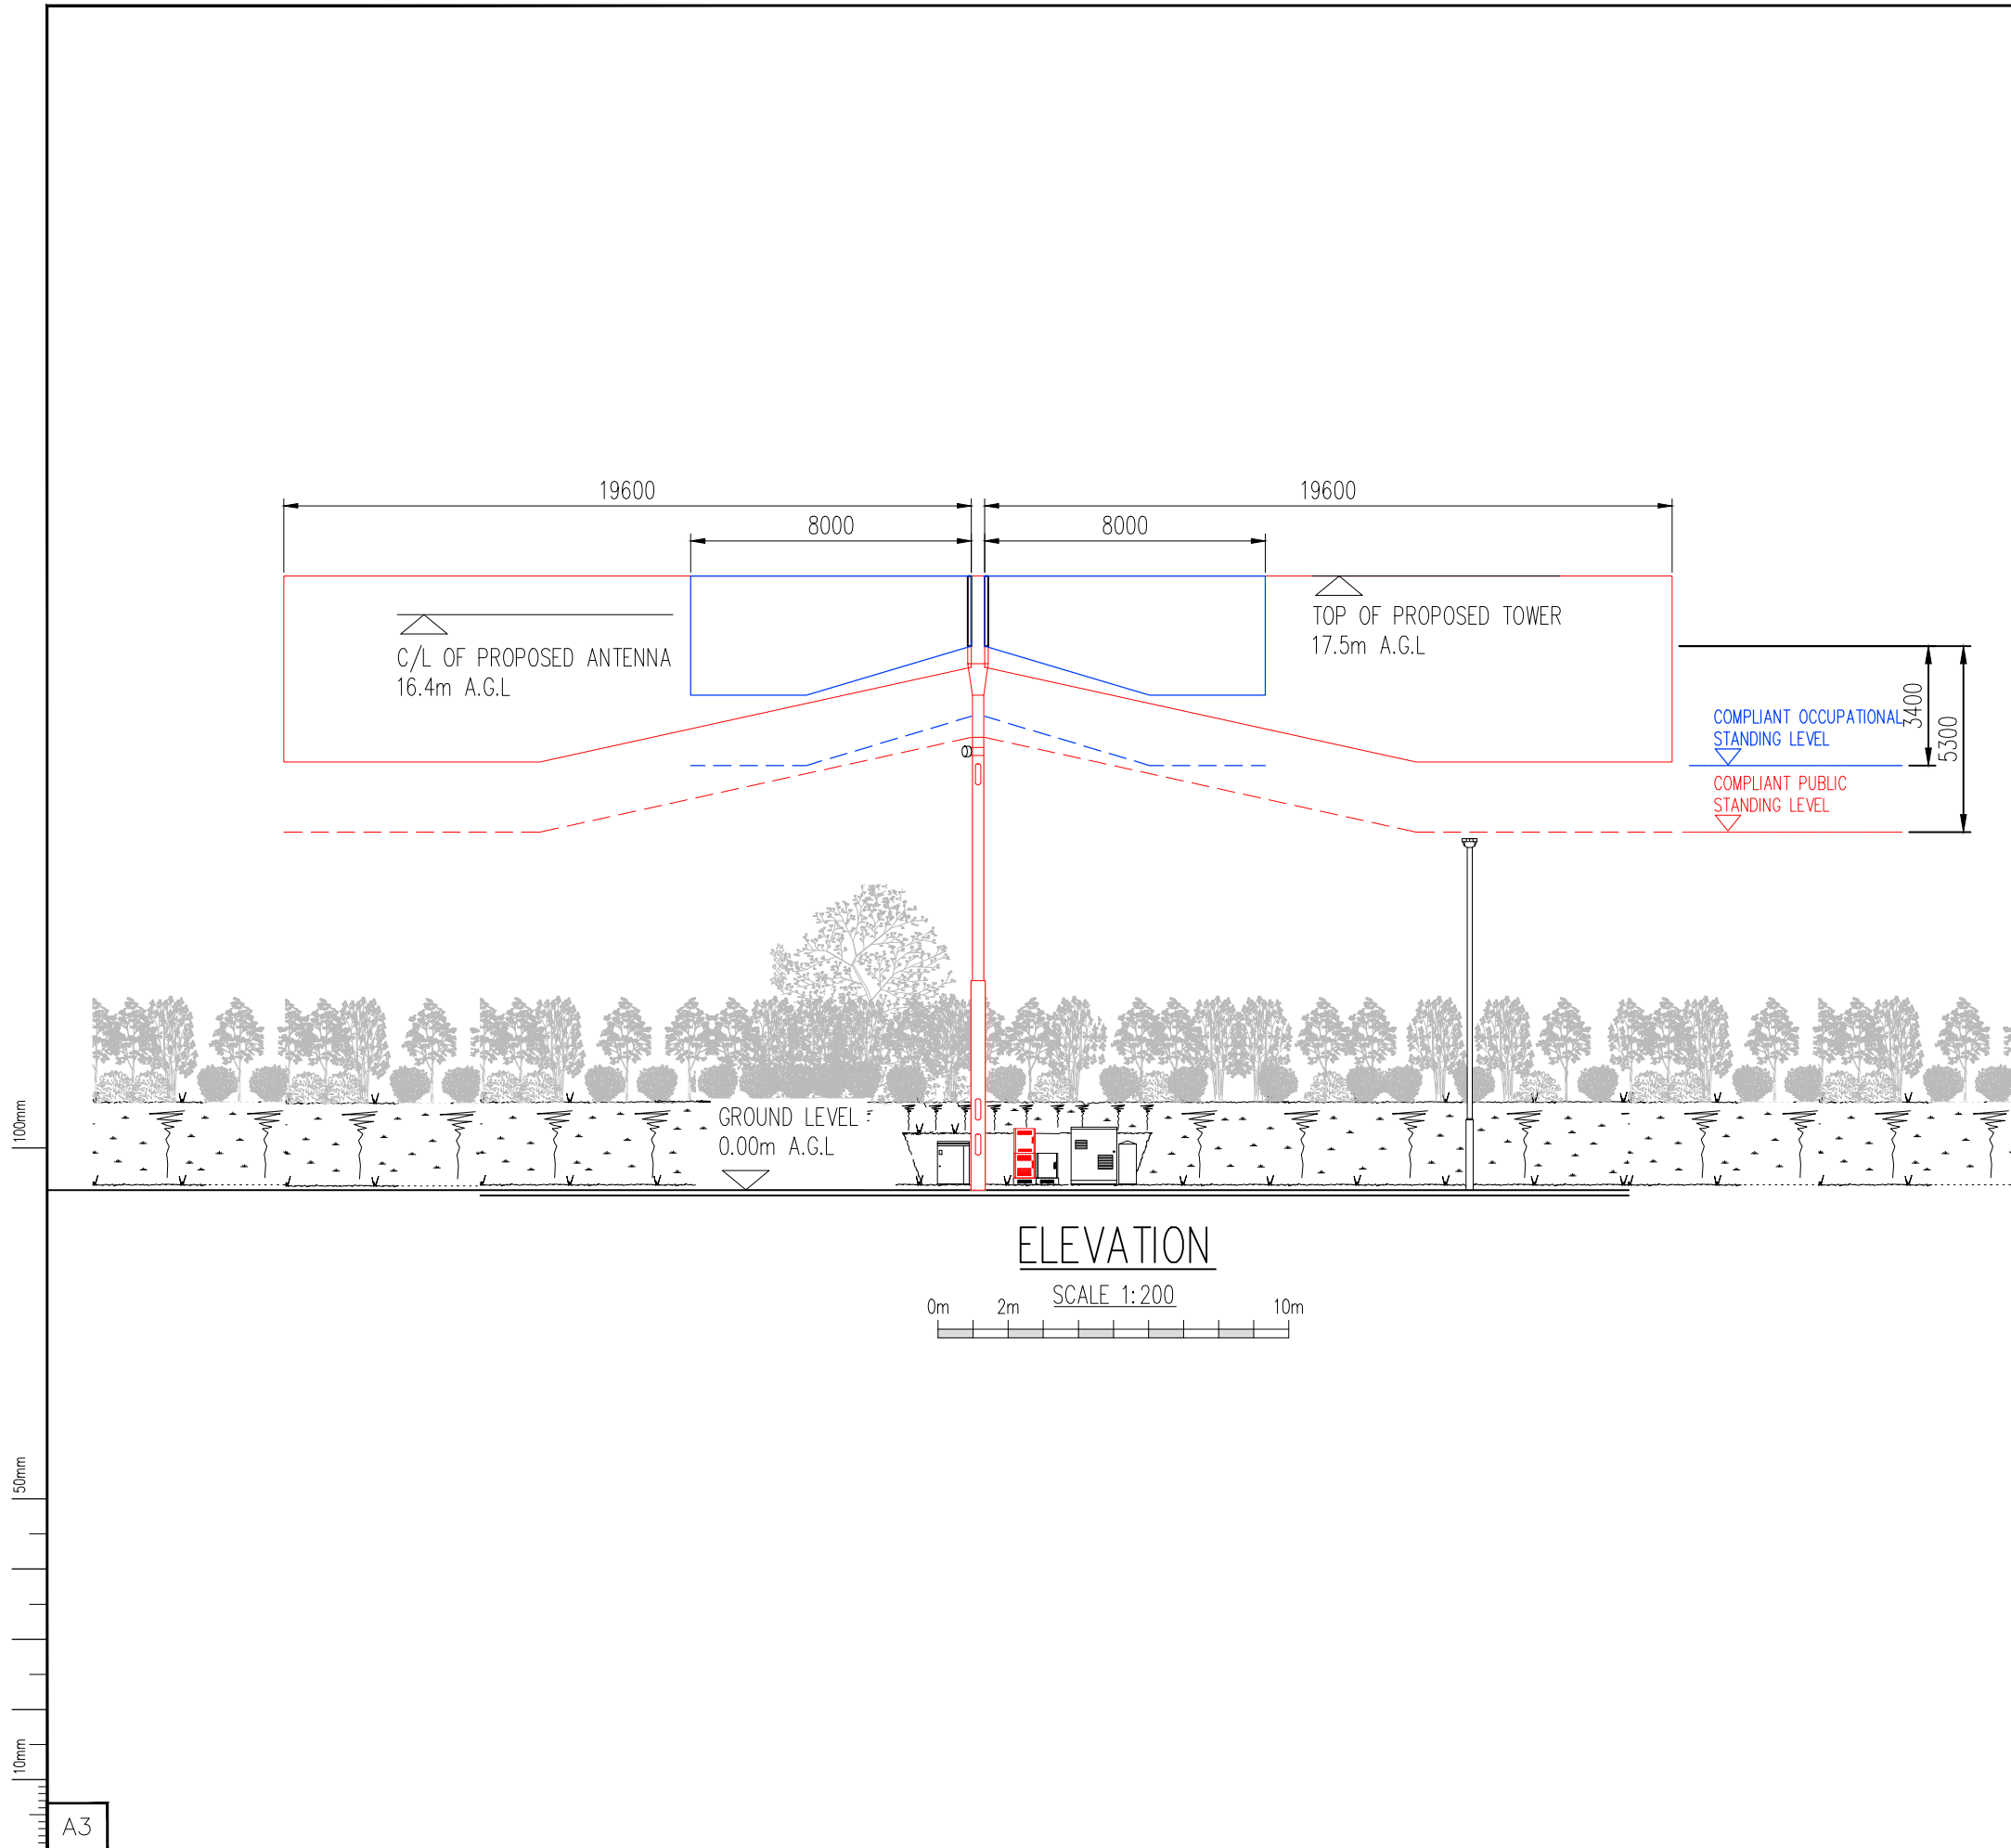 19600
19600
8000
8000
C/L OF PROPOSED ANTENNA
16.4m A.G.L
TOP OF PROPOSED TOWER
17.5m A.G.L
3400
5300
COMPLIANT OCCUPATIONAL
STANDING LEVEL
COMPLIANT PUBLIC
STANDING LEVEL
GROUND LEVEL
0.00m A.G.L
ELEVATION
SCALE 1:200
0m
2m
10m
100mm
50mm
10mm
A3